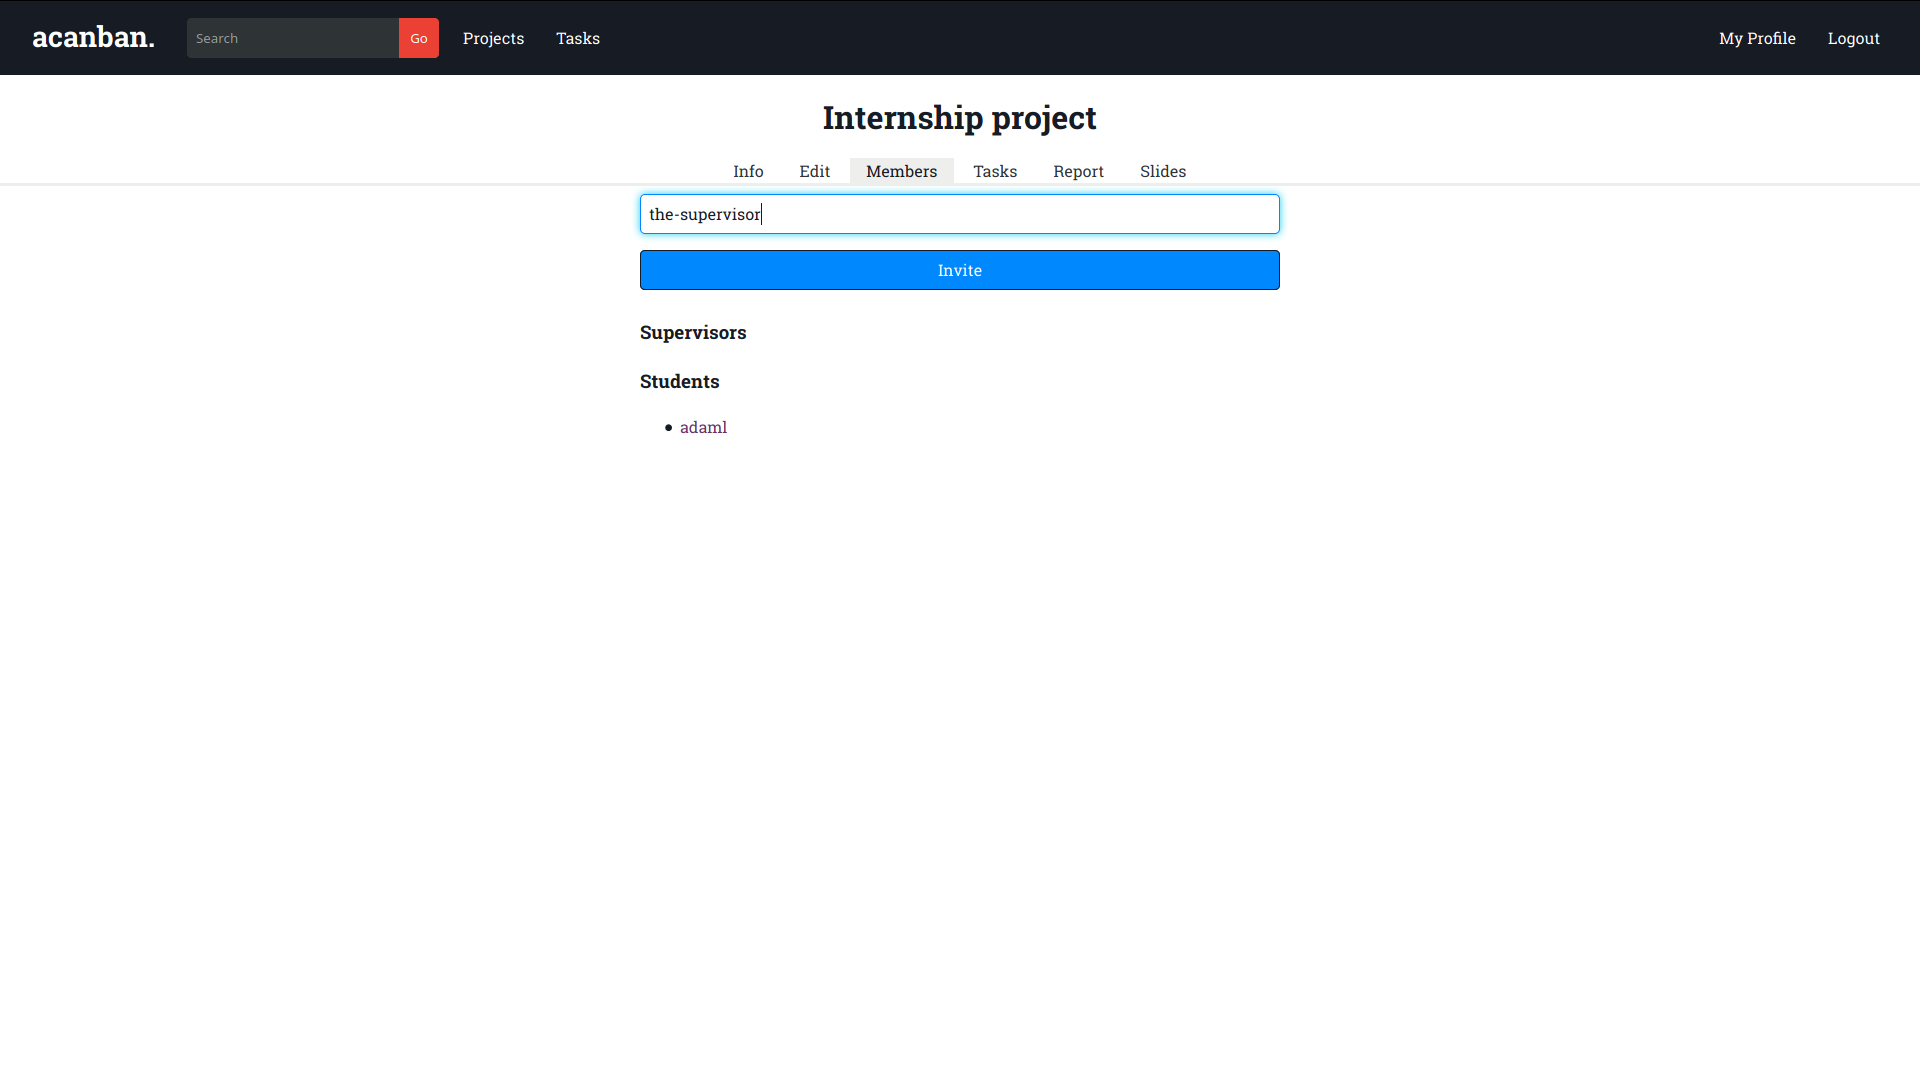 acanban. Search Go Projects Tasks My Profile Logout
Internship project
Info Edit Members Tasks Report Slides
the-supervisor
Invite
Supervisors
Students
adaml